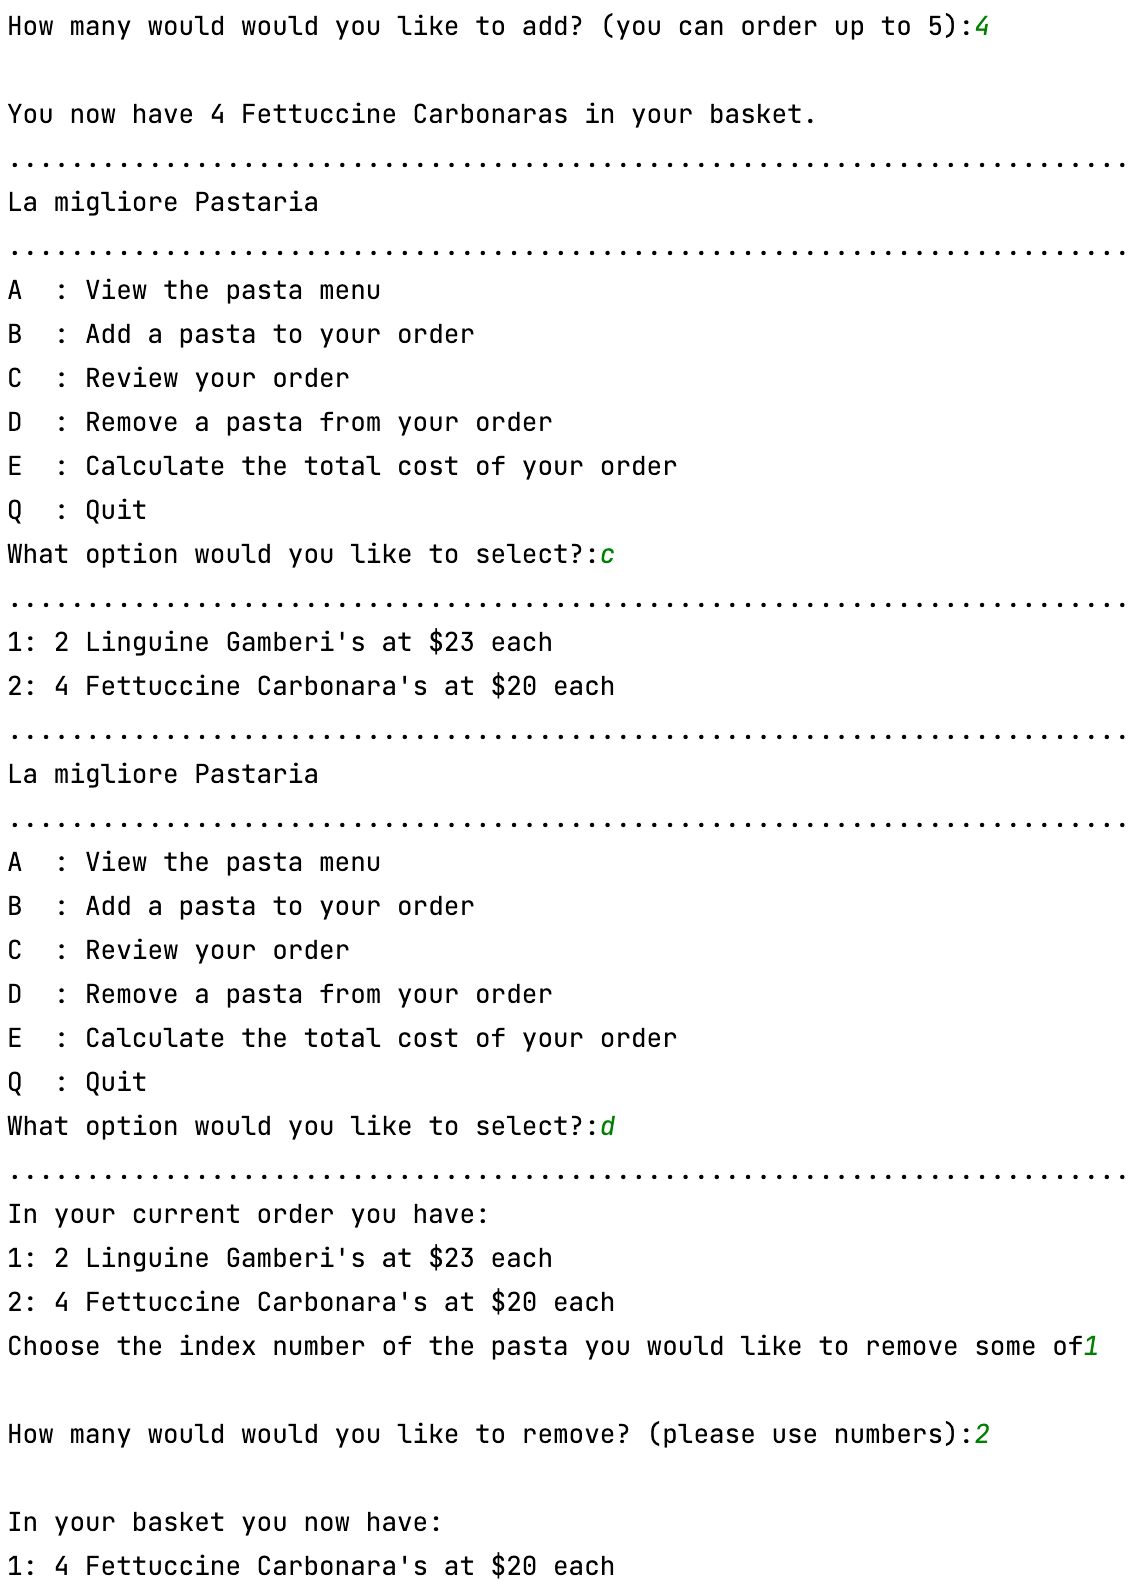 How many would would you like to add? (you can order up to 5):4
You now have 4 Fettuccine Carbonaras in your basket.
........................................................................
La migliore Pastaria
........................................................................
A  : View the pasta menu
B  : Add a pasta to your order
C  : Review your order
D  : Remove a pasta from your order
E  : Calculate the total cost of your order
Q  : Quit
What option would you like to select?:c
........................................................................
1: 2 Linguine Gamberi's at $23 each
2: 4 Fettuccine Carbonara's at $20 each
........................................................................
La migliore Pastaria
........................................................................
A  : View the pasta menu
B  : Add a pasta to your order
C  : Review your order
D  : Remove a pasta from your order
E  : Calculate the total cost of your order
Q  : Quit
What option would you like to select?:d
........................................................................
In your current order you have:
1: 2 Linguine Gamberi's at $23 each
2: 4 Fettuccine Carbonara's at $20 each
Choose the index number of the pasta you would like to remove some of1
How many would would you like to remove? (please use numbers):2
In your basket you now have:
1: 4 Fettuccine Carbonara's at $20 each